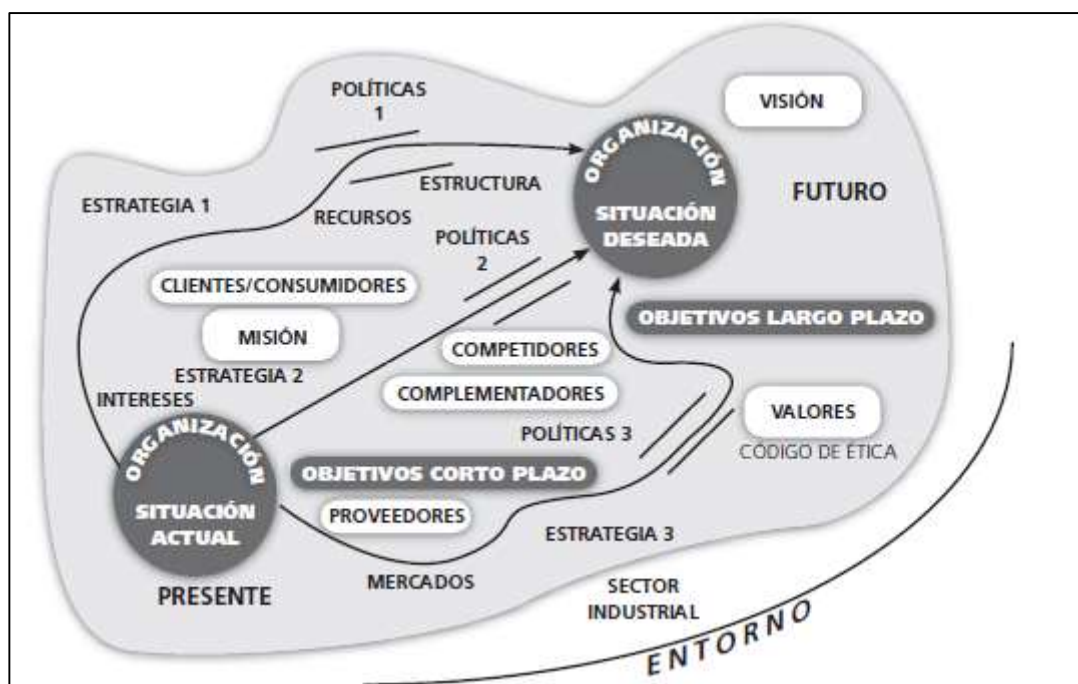 POLÍTICAS
1
VISIÓN
ORGANIZACIÓN
SITUACIÓN
DESEADA
FUTURO
ESTRUCTURA
ESTRATEGIA 1
RECURSOS
POLÍTICAS
2
CLIENTES/CONSUMIDORES
MISIÓN
OBJETIVOS LARGO PLAZO
COMPETIDORES
ESTRATEGIA 2
COMPLEMENTADORES
INTERESES
VALORES
POLÍTICAS 3
CÓDIGO DE ÉTICA
ORGANIZACIÓN
SITUACIÓN
ACTUAL
OBJETIVOS CORTO PLAZO
PROVEEDORES
ESTRATEGIA 3
MERCADOS
PRESENTE
SECTOR
INDUSTRIAL
ENTORNO